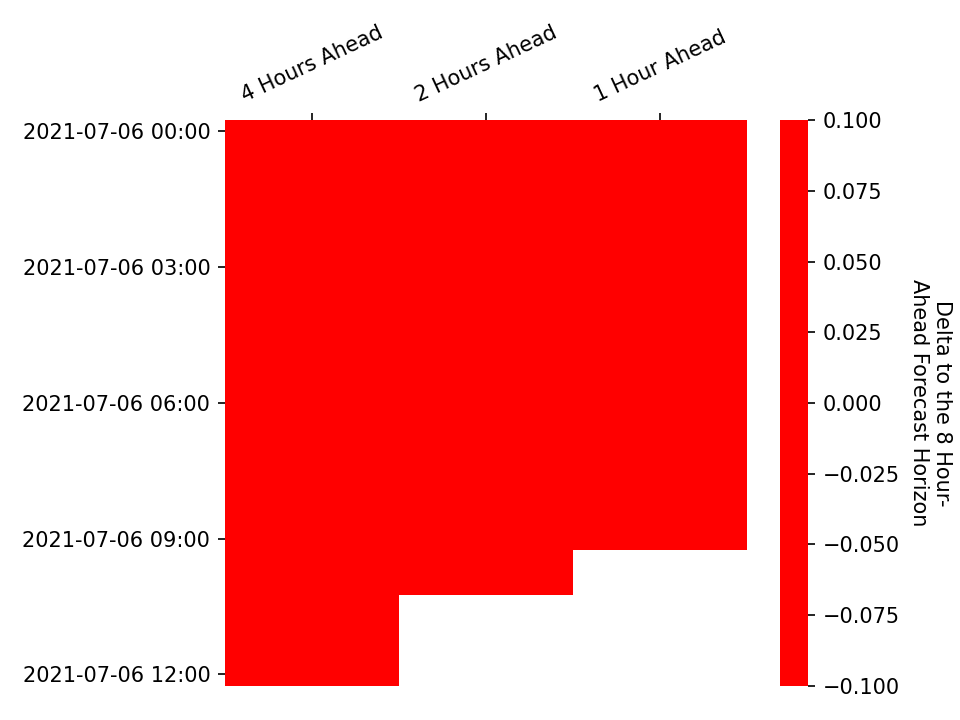 4 Hours Ahead
2 Hours Ahead
1 Hour Ahead
2021-07-06 00:00
2021-07-06 03:00
2021-07-06 06:00
2021-07-06 09:00
2021-07-06 12:00
0.100
0.075
0.050
0.025
0.000
−0.025
−0.050
−0.075
−0.100
Delta to the 8 Hour-
Ahead Forecast Horizon